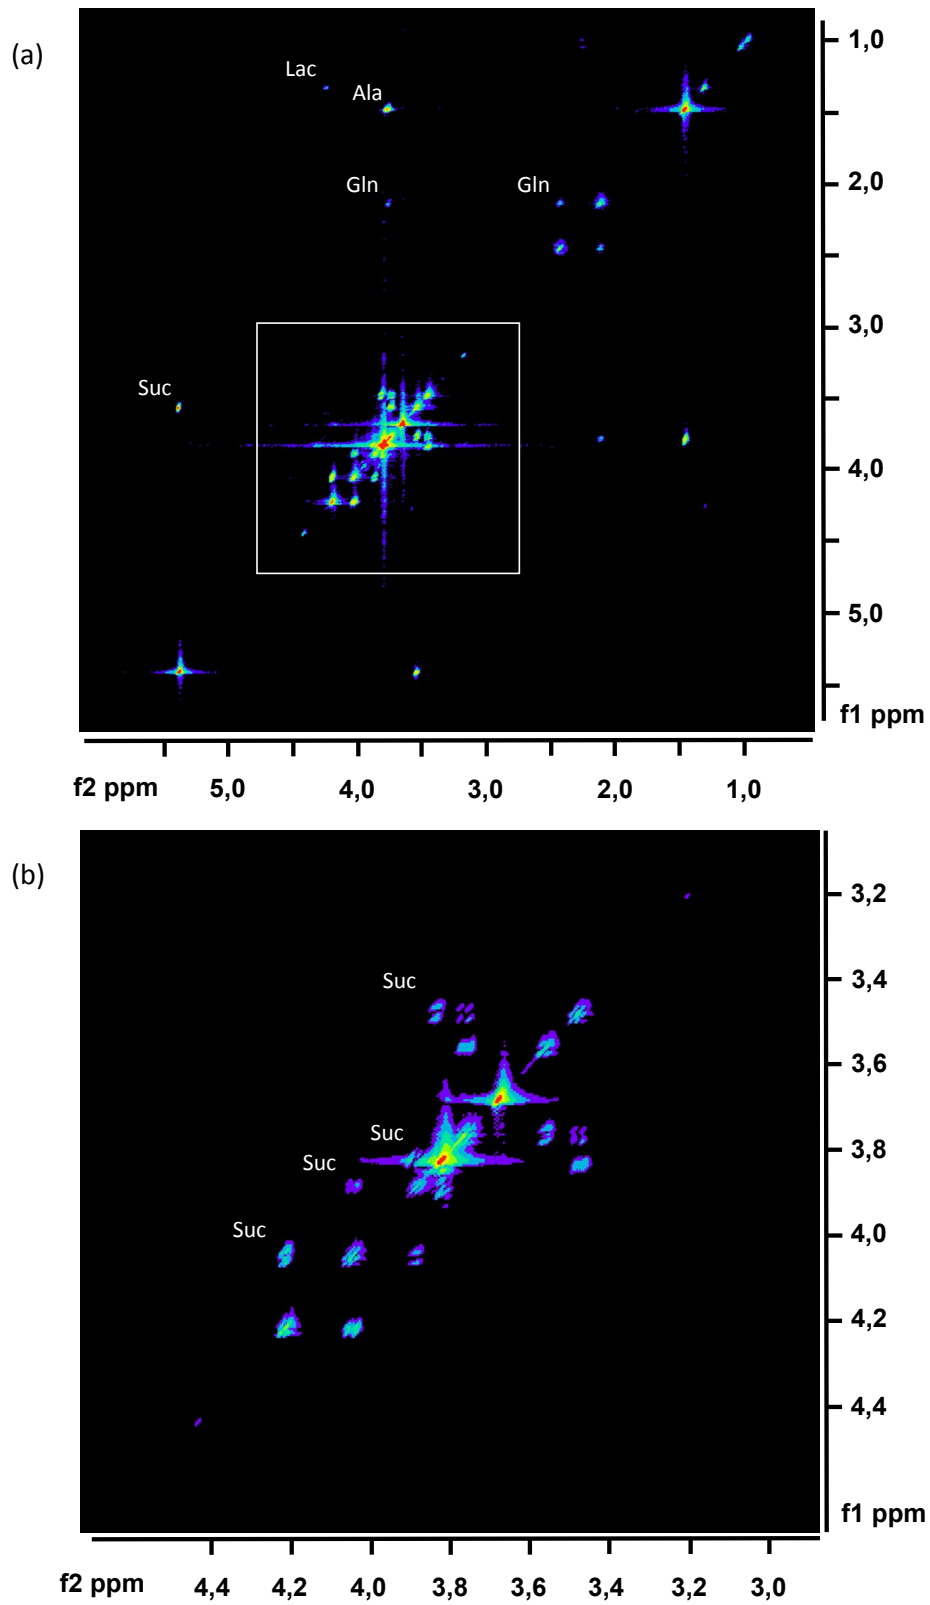 (a)
Lac
Ala
Gln
Gln
Suc
1,0
2,0
3,0
4,0
5,0
f1 ppm
f2 ppm 5,0 4,0 3,0 2,0 1,0
(b)
Suc
Suc
Suc
Suc
3,2
3,4
3,6
3,8
4,0
4,2
4,4
f1 ppm
f2 ppm 4,4 4,2 4,0 3,8 3,6 3,4 3,2 3,0